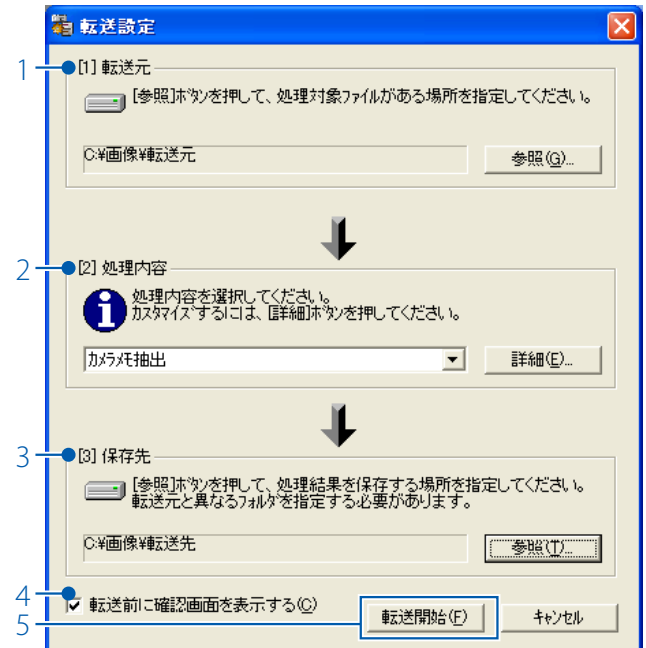 転送設定
1
[1] 転送元
[参照]ボタンを押して、処理対象ファイルがある場所を指定してください。
C:¥画像¥転送元
参照(G)...
2
[2] 処理内容
処理内容を選択してください。
カスタマイズするには、[詳細]ボタンを押してください。
カメラメモ抽出
詳細(E)...
3
[3] 保存先
[参照]ボタンを押して、処理結果を保存する場所を指定してください。
転送元と異なるフォルダを指定する必要があります。
C:¥画像¥転送先
参照(T)...
4
転送前に確認画面を表示する(C)
5
転送開始(F)
キャンセル